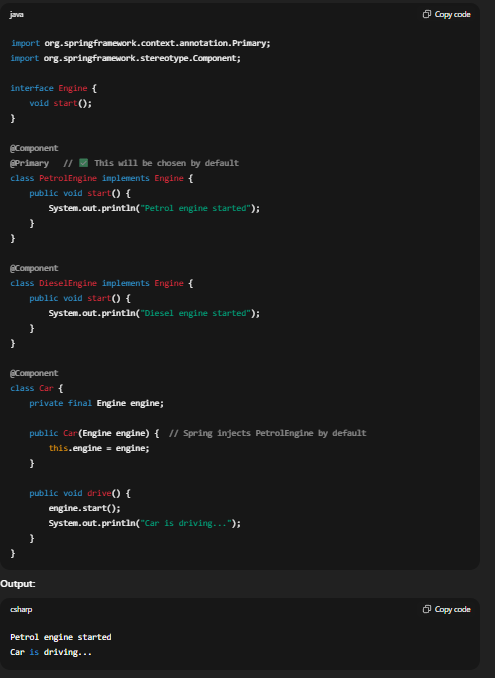 java
Copy code
import org.springframework.context.annotation.Primary;
import org.springframework.stereotype.Component;
interface Engine {
    void start();
}
@Component
@Primary   // ✅ This will be chosen by default
class PetrolEngine implements Engine {
    public void start() {
        System.out.println("Petrol engine started");
    }
}
@Component
class DieselEngine implements Engine {
    public void start() {
        System.out.println("Diesel engine started");
    }
}
@Component
class Car {
    private final Engine engine;
    public Car(Engine engine) {  // Spring injects PetrolEngine by default
        this.engine = engine;
    }
    public void drive() {
        engine.start();
        System.out.println("Car is driving...");
    }
}
Output:
csharp
Copy code
Petrol engine started
Car is driving...